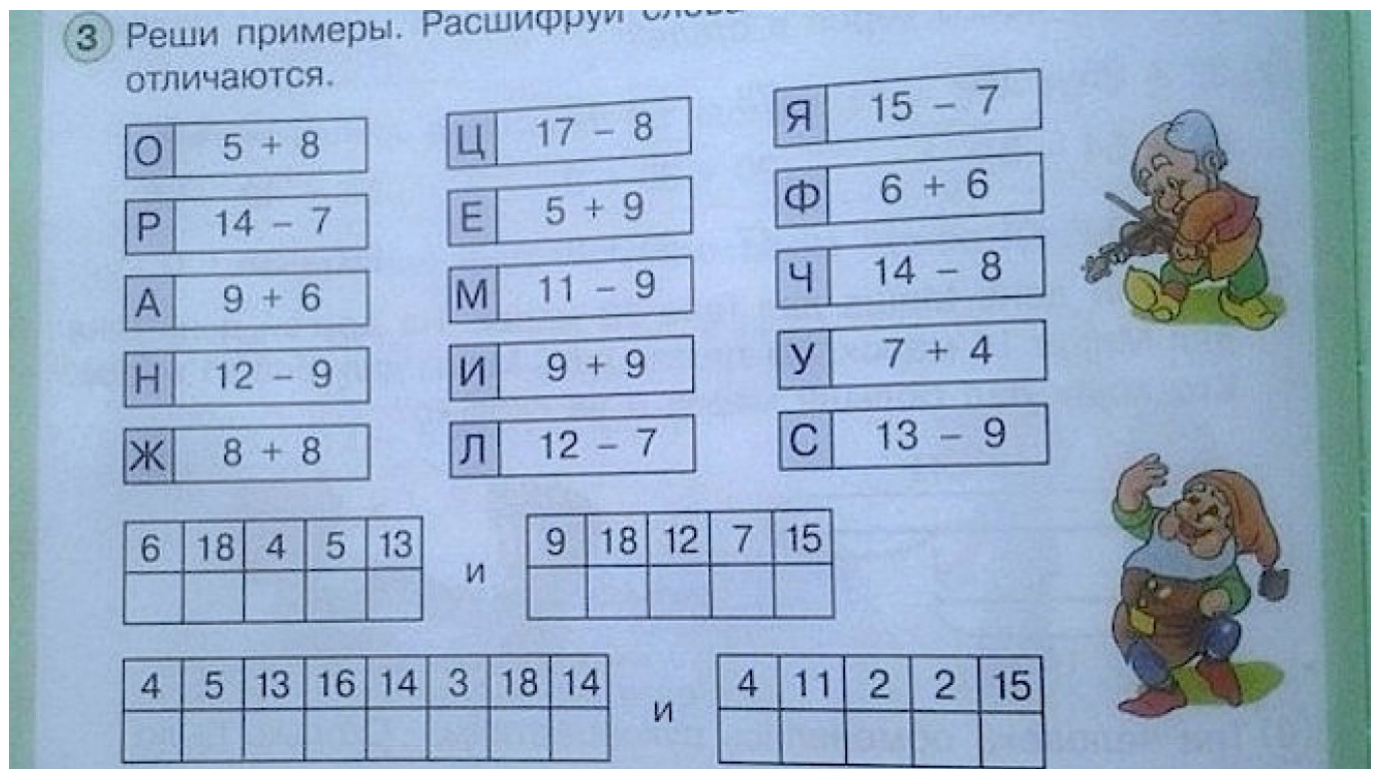 3 Реши примеры. Расшифруй слова
отличаются.
О 5 + 8
Р 14 – 7
А 9 + 6
Н 12 – 9
Ж 8 + 8
Ц 17 – 8
Е 5 + 9
М 11 – 9
И 9 + 9
Л 12 – 7
Я 15 – 7
Ф 6 + 6
Ч 14 – 8
У 7 + 4
С 13 – 9
6 18 4 5 13 и 9 18 12 7 15
4 5 13 16 14 3 18 14 и 4 11 2 2 15